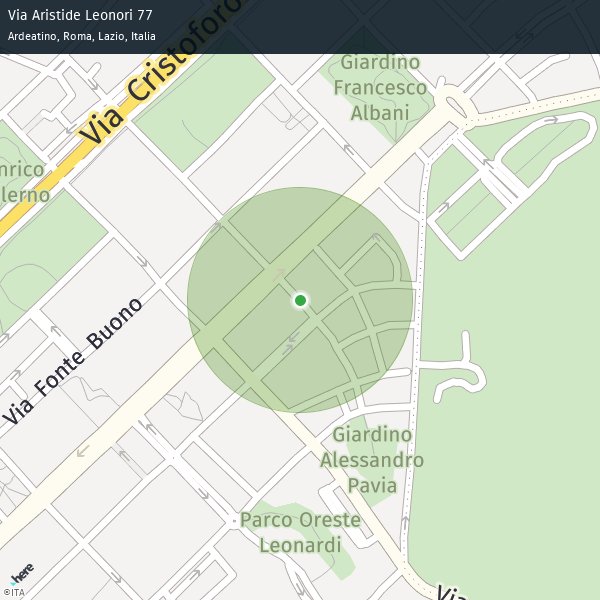 Via Aristide Leonori 77
Ardeatino, Roma, Lazio, Italia
Via Cristoforo
Giardino
Francesco
Albani
nrico
lerno
Via Fonte Buono
Giardino
Alessandro
Pavia
Parco Oreste
Leonardi
Via
here
©ITA